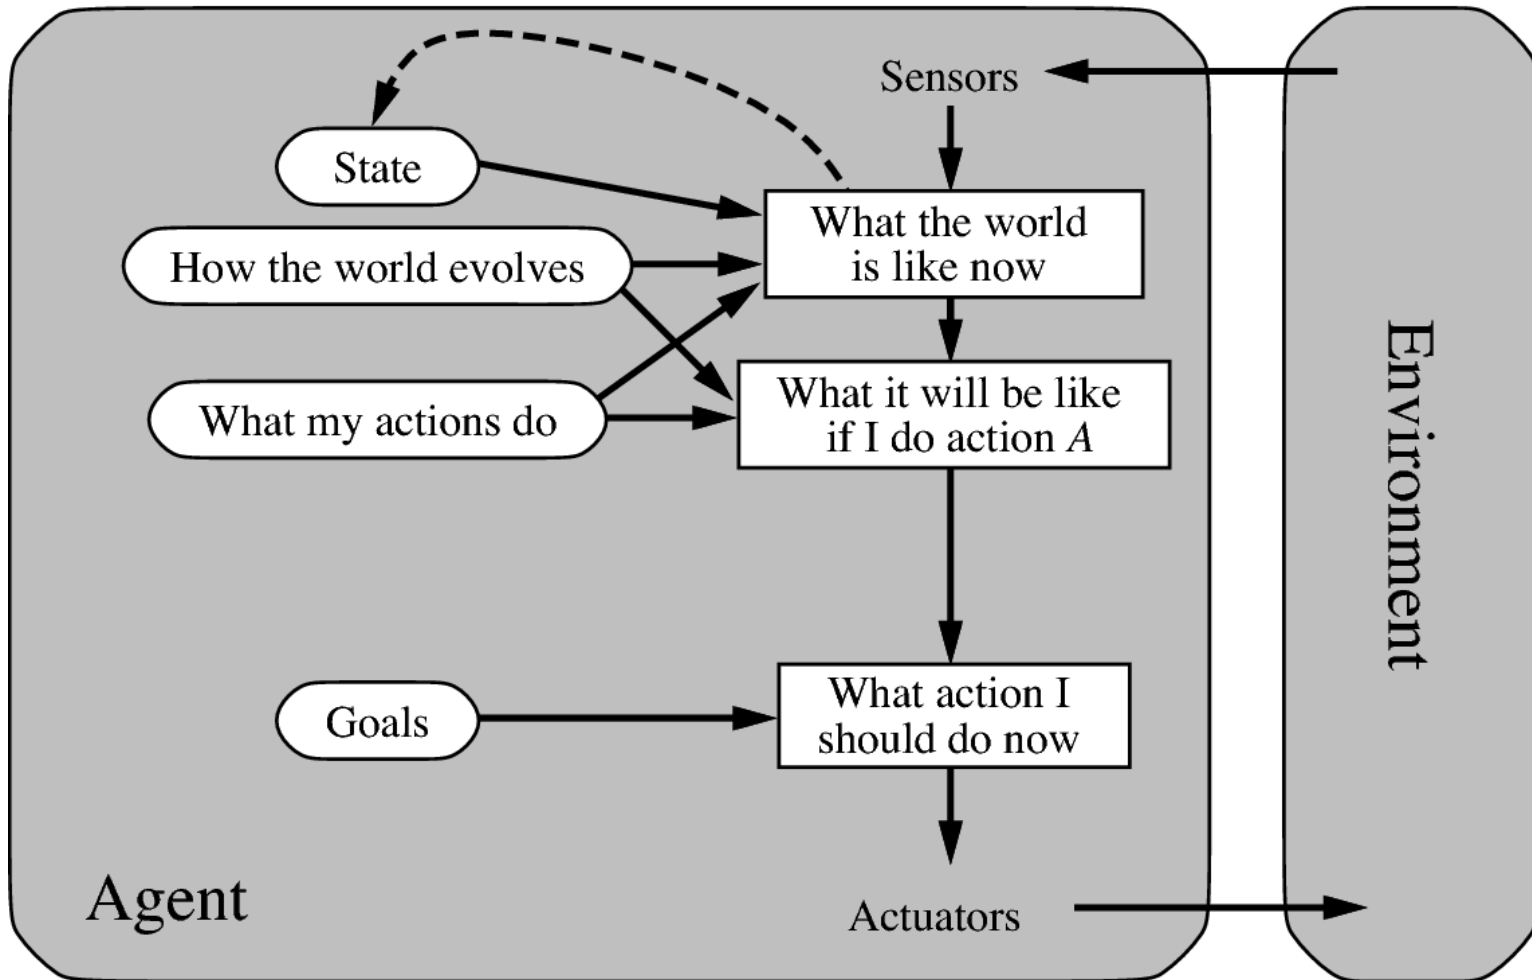 Sensors
State
What the world
is like now
How the world evolves
What my actions do
What it will be like
if I do action A
Goals
What action I
should do now
Agent
Actuators
Environment